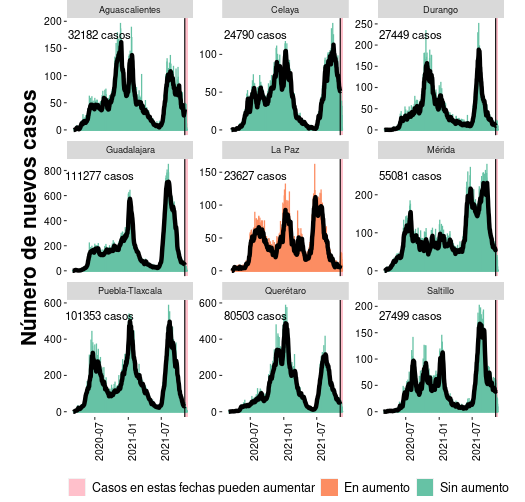 Número de nuevos casos
Aguascalientes
200
150
100
50
0
32182 casos
Celaya
100
50
0
24790 casos
Durango
250
200
150
100
50
0
27449 casos
Guadalajara
800
600
400
200
0
111277 casos
La Paz
150
100
50
0
23627 casos
Mérida
200
100
0
55081 casos
Puebla-Tlaxcala
600
400
200
0
101353 casos
2020-07
2021-01
2021-07
Querétaro
600
400
200
0
80503 casos
2020-07
2021-01
2021-07
Saltillo
200
150
100
50
0
27499 casos
2020-07
2021-01
2021-07
Casos en estas fechas pueden aumentar
En aumento
Sin aumento